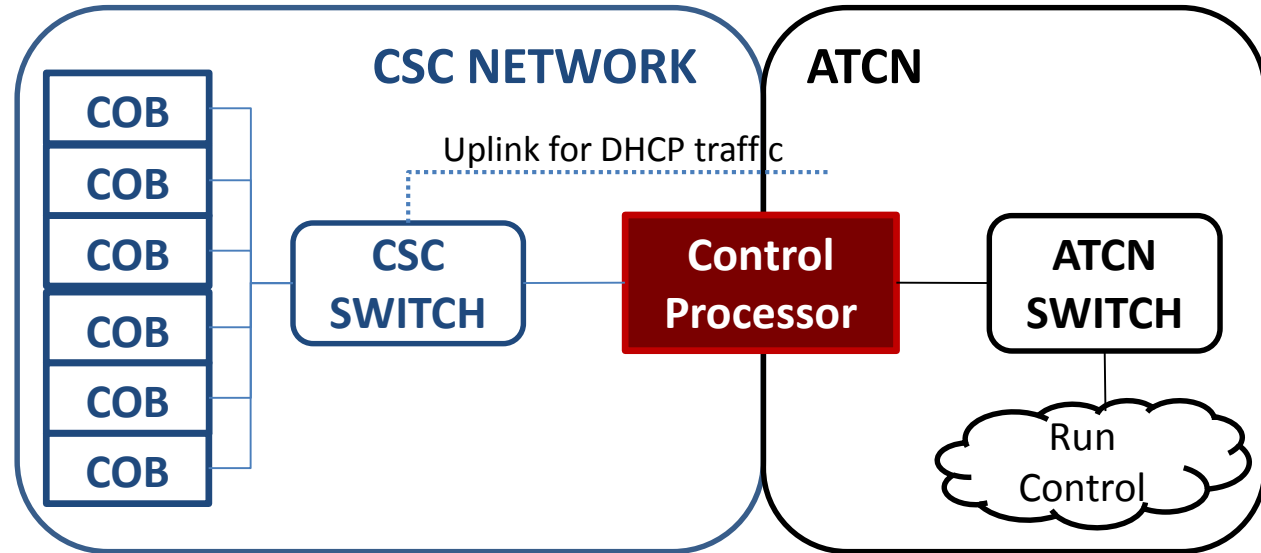 CSC NETWORK
ATCN
COB
COB
COB
COB
COB
COB
Uplink for DHCP traffic
CSC
SWITCH
Control
Processor
ATCN
SWITCH
Run
Control